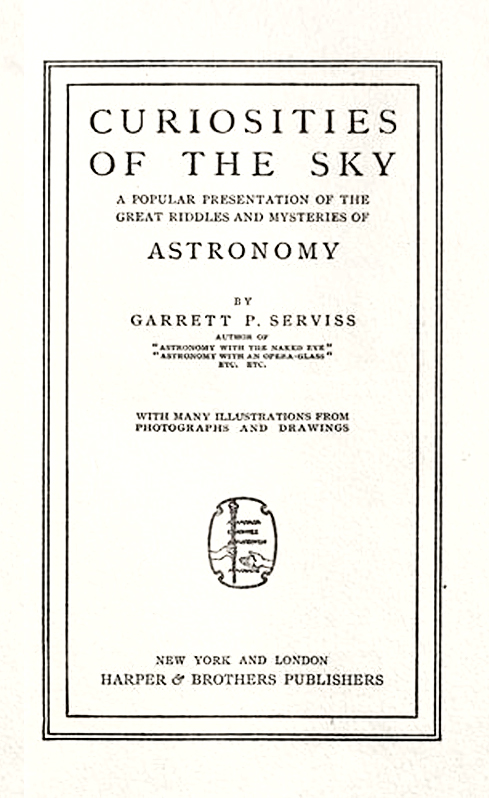 CURIOSITIES
OF THE SKY
A POPULAR PRESENTATION OF THE
GREAT RIDDLES AND MYSTERIES OF
ASTRONOMY
BY
GARRETT P. SERVISS
AUTHOR OF
"ASTRONOMY WITH THE NAKED EYE"
"ASTRONOMY WITH AN OPERA-GLASS"
ETC. ETC.
WITH MANY ILLUSTRATIONS FROM
PHOTOGRAPHS AND DRAWINGS
NEW YORK AND LONDON
HARPER & BROTHERS PUBLISHERS